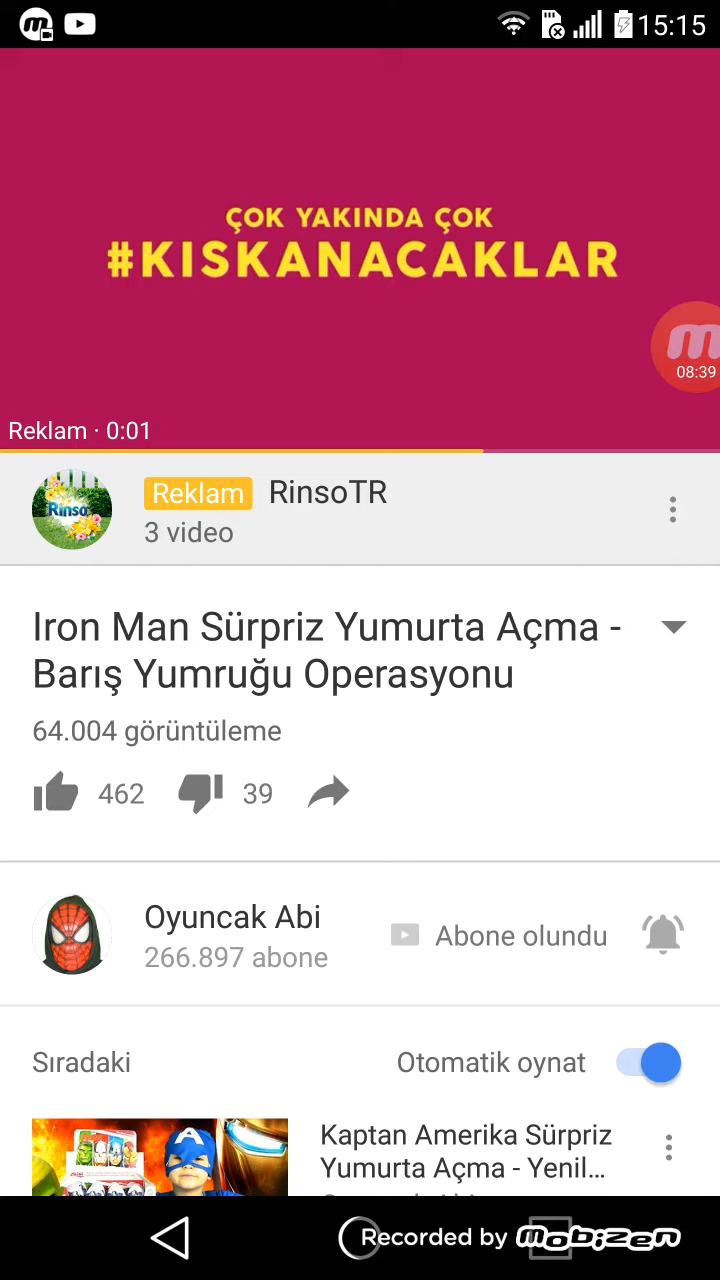 15:15
ÇOK YAKINDA ÇOK
#KISKANACAKLAR
08:39
Reklam · 0:01
Rinso
Reklam RinsoTR
3 video
Iron Man Sürpriz Yumurta Açma -
Barış Yumruğu Operasyonu
64.004 görüntüleme
462 39
Oyuncak Abi
266.897 abone
Abone olundu
Sıradaki
Otomatik oynat
Kaptan Amerika Sürpriz
Yumurta Açma - Yenil...
Recorded by mobizen